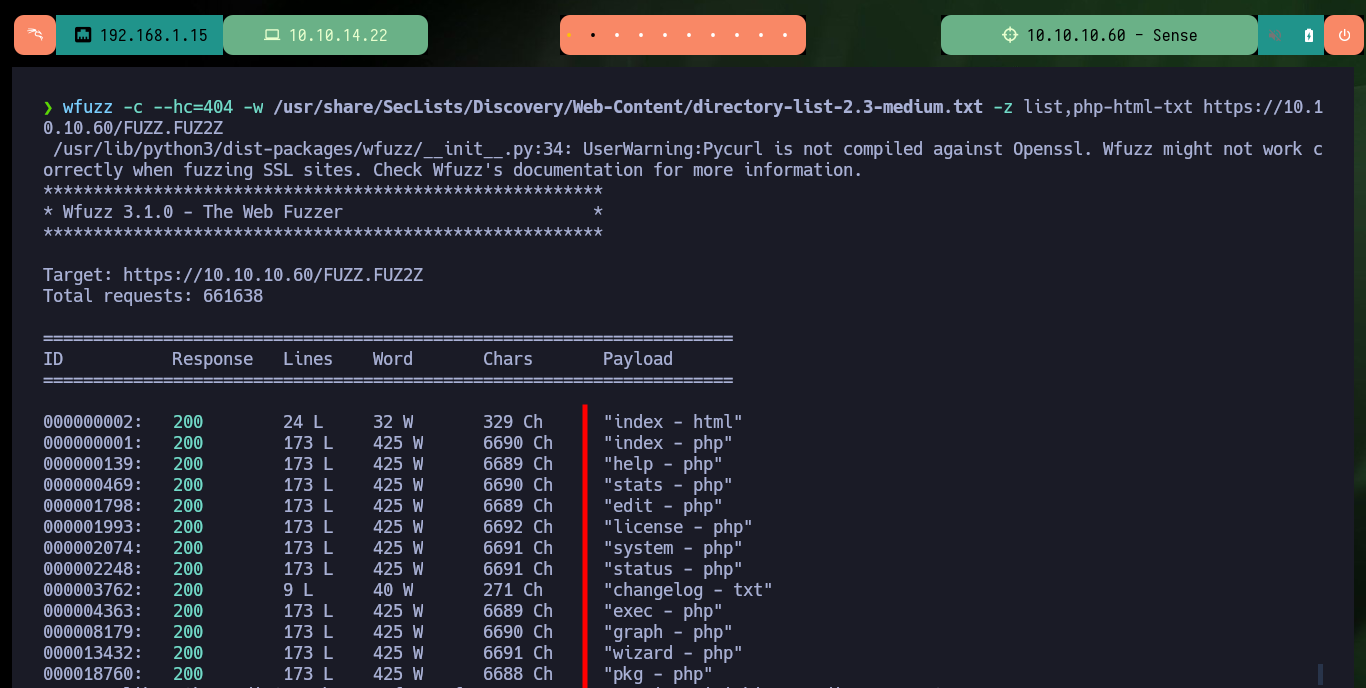 192.168.1.15 10.10.14.22 10.10.10.60 - Sense
❯ wfuzz -c --hc=404 -w /usr/share/SecLists/Discovery/Web-Content/directory-list-2.3-medium.txt -z list,php-html-txt https://10.1
0.10.60/FUZZ.FUZ2Z
/usr/lib/python3/dist-packages/wfuzz/__init__.py:34: UserWarning:Pycurl is not compiled against Openssl. Wfuzz might not work c
orrectly when fuzzing SSL sites. Check Wfuzz's documentation for more information.
********************************************************
* Wfuzz 3.1.0 - The Web Fuzzer                         *
********************************************************
Target: https://10.10.10.60/FUZZ.FUZ2Z
Total requests: 661638
=====================================================================
ID           Response   Lines    Word       Chars       Payload
=====================================================================
000000002:   200        24 L     32 W       329 Ch      "index - html"
000000001:   200        173 L    425 W      6690 Ch     "index - php"
000000139:   200        173 L    425 W      6689 Ch     "help - php"
000000469:   200        173 L    425 W      6690 Ch     "stats - php"
000001798:   200        173 L    425 W      6689 Ch     "edit - php"
000001993:   200        173 L    425 W      6692 Ch     "license - php"
000002074:   200        173 L    425 W      6691 Ch     "system - php"
000002248:   200        173 L    425 W      6691 Ch     "status - php"
000003762:   200        9 L      40 W       271 Ch      "changelog - txt"
000004363:   200        173 L    425 W      6689 Ch     "exec - php"
000008179:   200        173 L    425 W      6690 Ch     "graph - php"
000013432:   200        173 L    425 W      6691 Ch     "wizard - php"
000018760:   200        173 L    425 W      6688 Ch     "pkg - php"